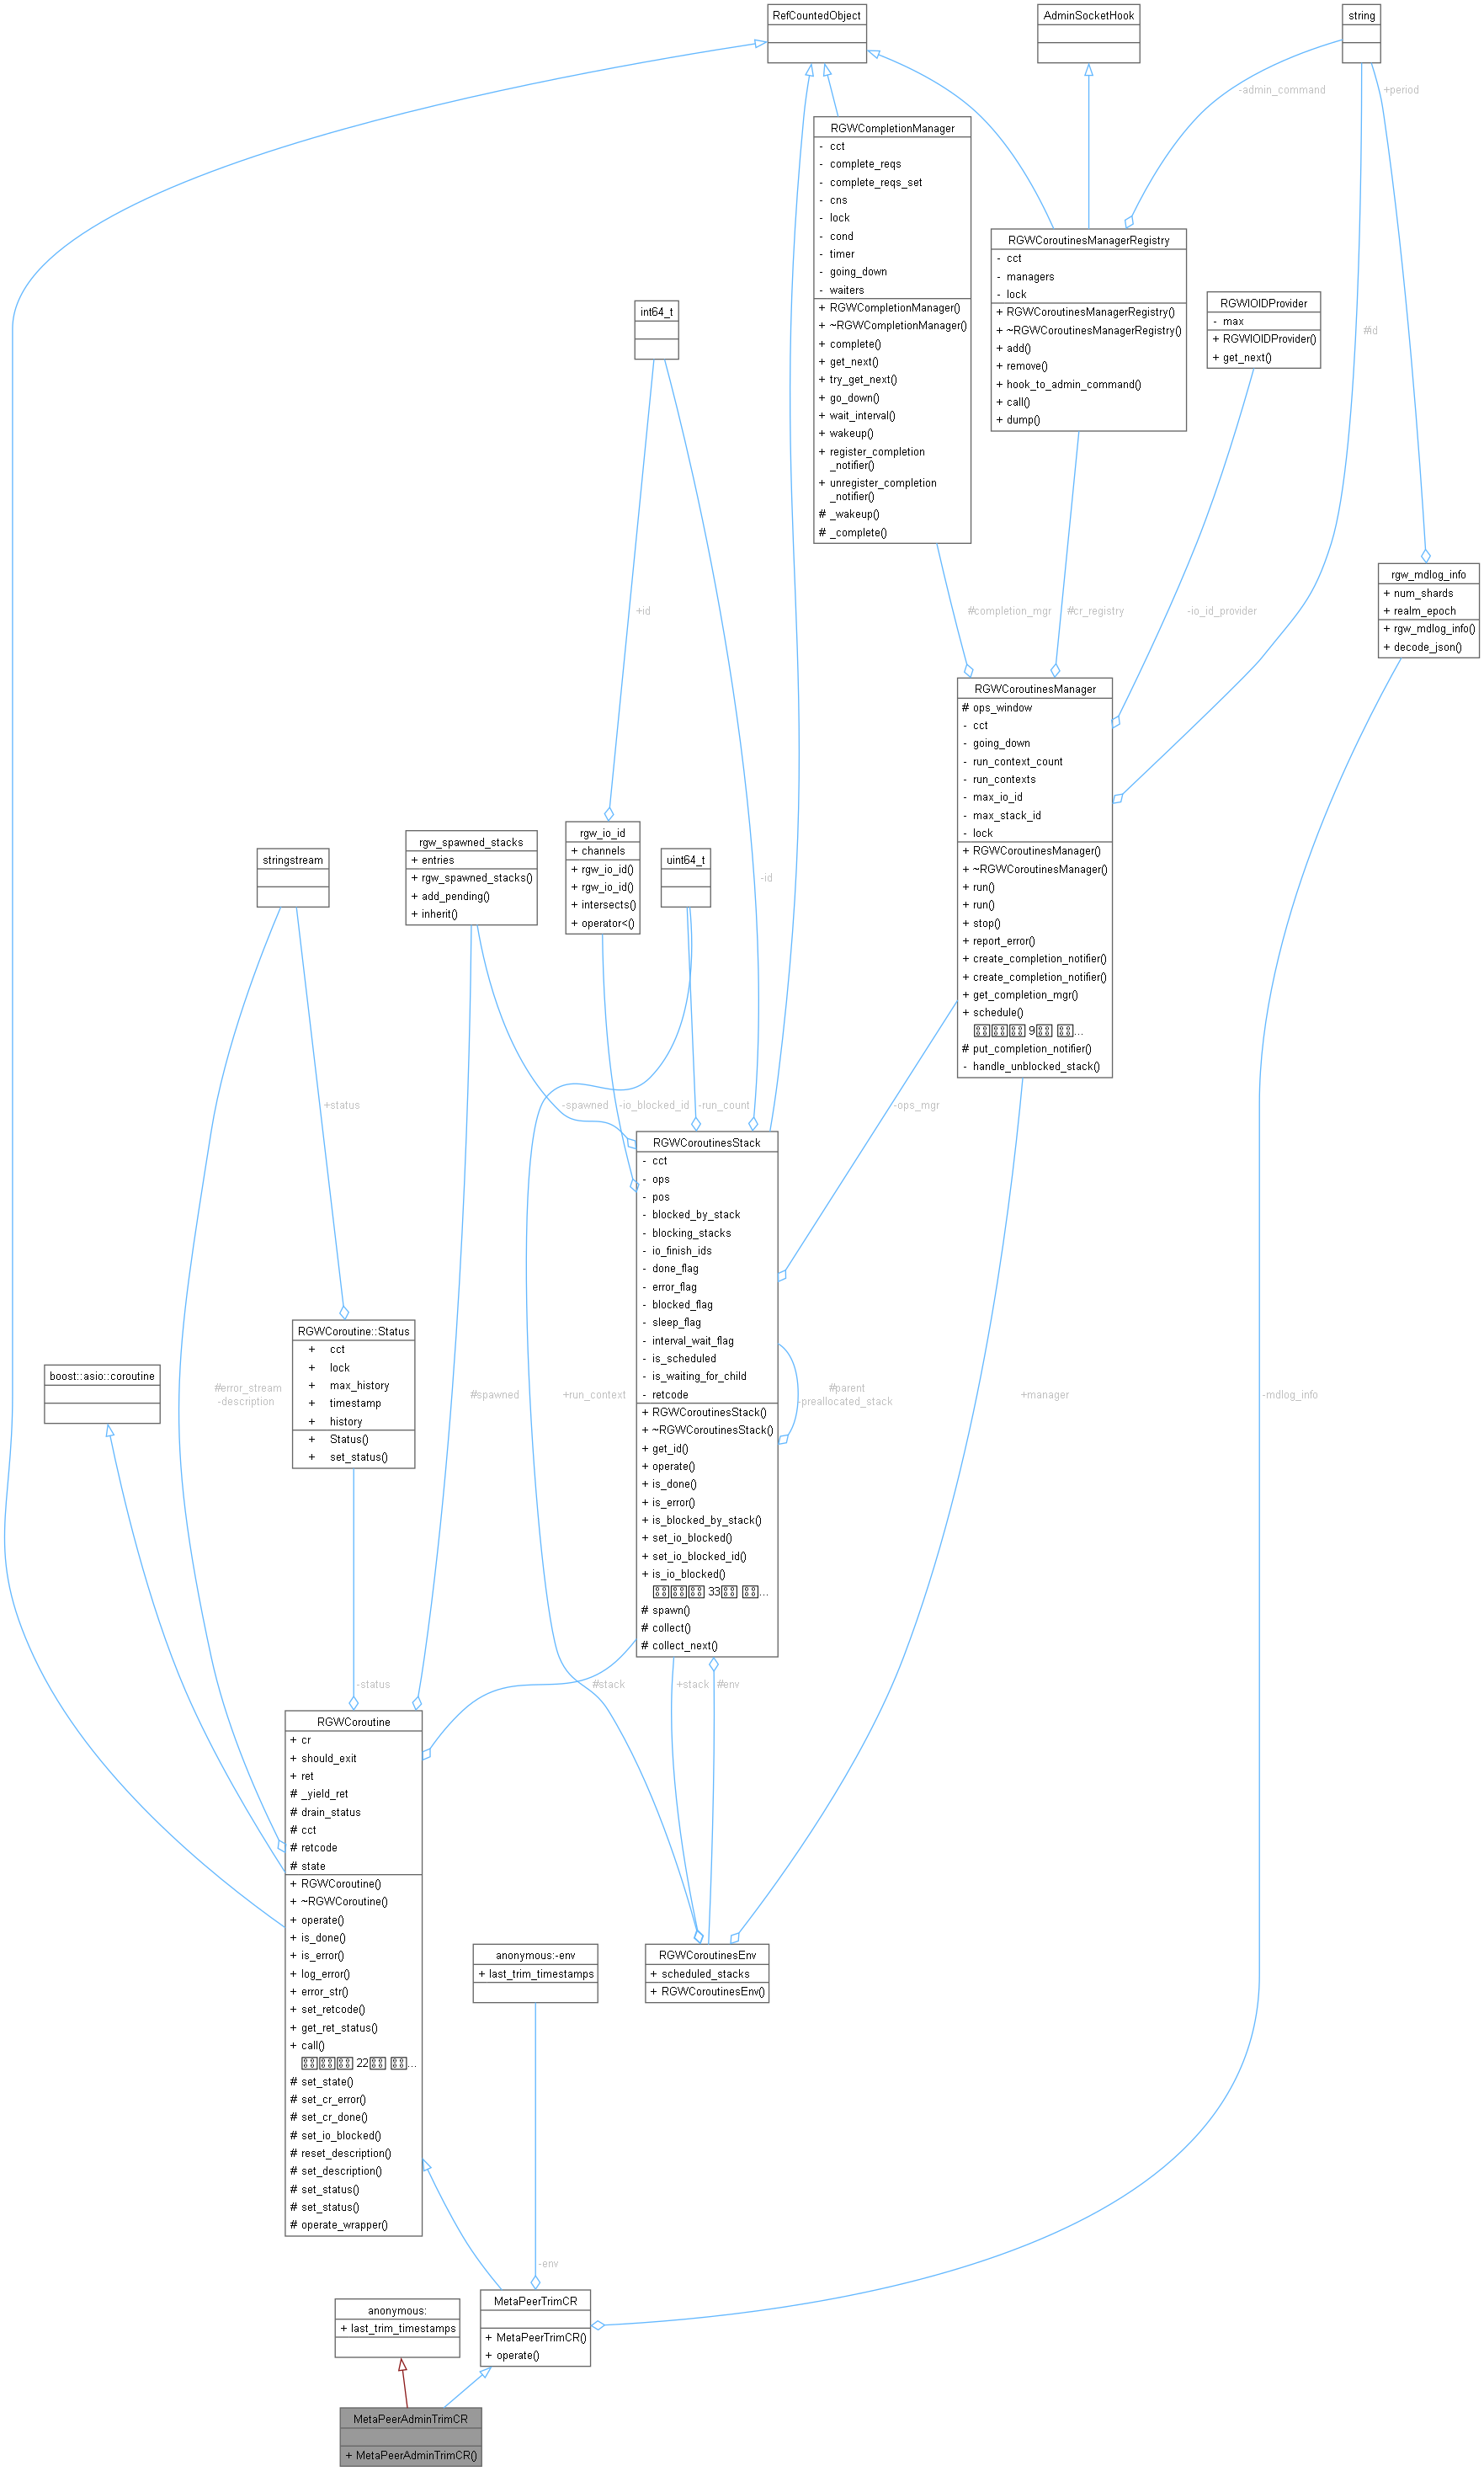 RefCountedObject
AdminSocketHook
string
-admin_command
+period
RGWCompletionManager
- cct
- complete_reqs
- complete_reqs_set
- cns
- lock
- cond
- timer
- going_down
- waiters
+ RGWCompletionManager()
+ ~RGWCompletionManager()
+ complete()
+ get_next()
+ try_get_next()
+ go_down()
+ wait_interval()
+ wakeup()
+ register_completion
_notifier()
+ unregister_completion
_notifier()
# _wakeup()
# _complete()
RGWCoroutinesManagerRegistry
- cct
- managers
- lock
+ RGWCoroutinesManagerRegistry()
+ ~RGWCoroutinesManagerRegistry()
+ add()
+ remove()
+ hook_to_admin_command()
+ call()
+ dump()
RGWIOIDProvider
- max
+ RGWIOIDProvider()
+ get_next()
int64_t
#id
rgw_mdlog_info
+ num_shards
+ realm_epoch
+ rgw_mdlog_info()
+ decode_json()
+id
#completion_mgr
#cr_registry
-io_id_provider
RGWCoroutinesManager
# ops_window
- cct
- going_down
- run_context_count
- run_contexts
- max_io_id
- max_stack_id
- lock
+ RGWCoroutinesManager()
+ ~RGWCoroutinesManager()
+ run()
+ run()
+ stop()
+ report_error()
+ create_completion_notifier()
+ create_completion_notifier()
+ get_completion_mgr()
+ schedule()
9 ...
# put_completion_notifier()
- handle_unblocked_stack()
stringstream
rgw_spawned_stacks
+ entries
+ rgw_spawned_stacks()
+ add_pending()
+ inherit()
rgw_io_id
+ channels
+ rgw_io_id()
+ rgw_io_id()
+ intersects()
+ operator<()
uint64_t
-id
+status
-spawned
-io_blocked_id
-run_count
-ops_mgr
RGWCoroutinesStack
- cct
- ops
- pos
- blocked_by_stack
- blocking_stacks
- io_finish_ids
- done_flag
- error_flag
- blocked_flag
- sleep_flag
- interval_wait_flag
- is_scheduled
- is_waiting_for_child
- retcode
+ RGWCoroutinesStack()
+ ~RGWCoroutinesStack()
+ get_id()
+ operate()
+ is_done()
+ is_error()
+ is_blocked_by_stack()
+ set_io_blocked()
+ set_io_blocked_id()
+ is_io_blocked()
33 ...
# spawn()
# collect()
# collect_next()
RGWCoroutine::Status
+ cct
+ lock
+ max_history
+ timestamp
+ history
+ Status()
+ set_status()
boost::asio::coroutine
#error_stream
-description
#spawned
+run_context
#parent
-preallocated_stack
+manager
-mdlog_info
-status
#stack
+stack
#env
RGWCoroutine
+ cr
+ should_exit
+ ret
# _yield_ret
# drain_status
# cct
# retcode
# state
+ RGWCoroutine()
+ ~RGWCoroutine()
+ operate()
+ is_done()
+ is_error()
+ log_error()
+ error_str()
+ set_retcode()
+ get_ret_status()
+ call()
22 ...
# set_state()
# set_cr_error()
# set_cr_done()
# set_io_blocked()
# reset_description()
# set_description()
# set_status()
# set_status()
# operate_wrapper()
anonymous:-env
+ last_trim_timestamps
RGWCoroutinesEnv
+ scheduled_stacks
+ RGWCoroutinesEnv()
-env
anonymous:
+ last_trim_timestamps
MetaPeerTrimCR
+ MetaPeerTrimCR()
+ operate()
MetaPeerAdminTrimCR
+ MetaPeerAdminTrimCR()